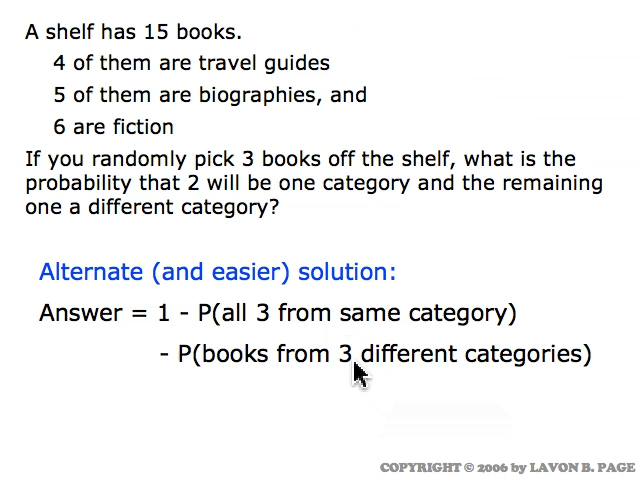 A shelf has 15 books.
4 of them are travel guides
5 of them are biographies, and
6 are fiction
If you randomly pick 3 books off the shelf, what is the
probability that 2 will be one category and the remaining
one a different category?
Alternate (and easier) solution:
Answer = 1 - P(all 3 from same category)
- P(books from 3 different categories)
COPYRIGHT © 2006 by LAVON B. PAGE